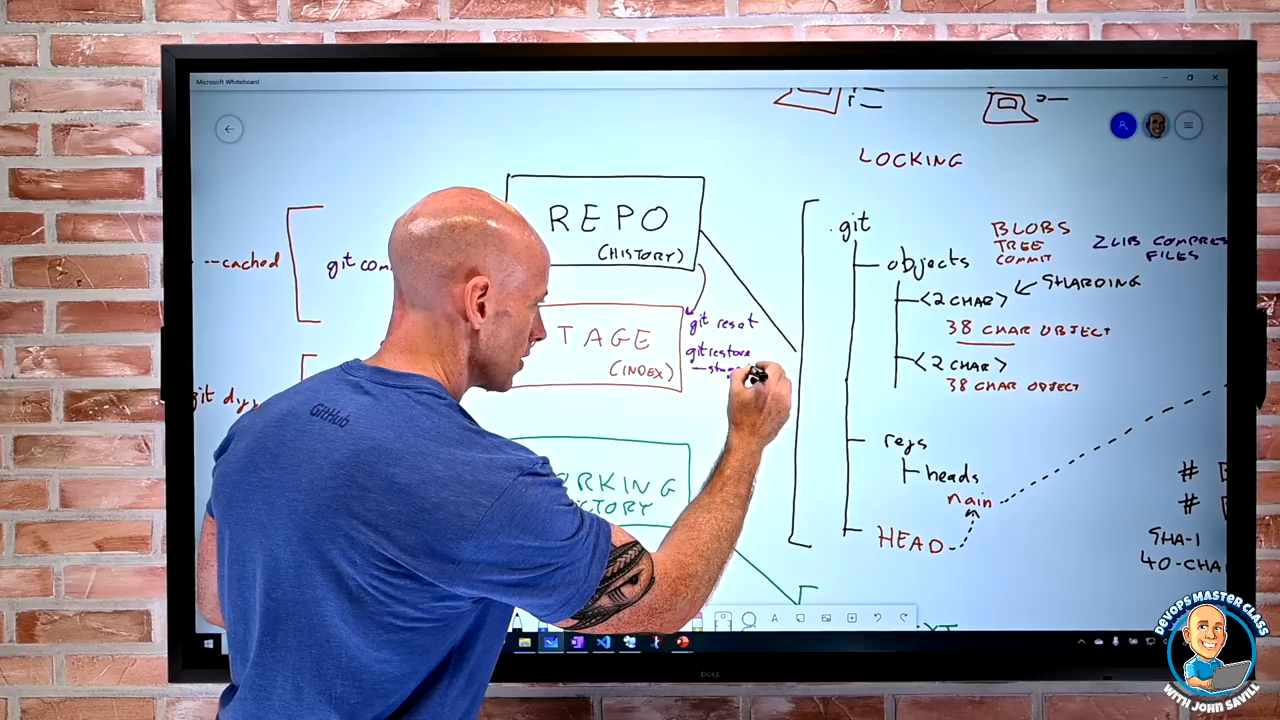 Microsoft Whiteboard
LOCKING
REPO
(HISTORY)
--cached
git com
git reset
git restore
TAGE
(INDEX)
git
objects
BLOBS
TREE
COMMIT
ZLIB COMPRES
FILES
<2 CHAR>
SHARDING
38 CHAR OBJECT
<2 CHAR>
38 CHAR OBJECT
refs
heads
main
HEAD
#
#
SHA-1
40-CHA
ORKING
CTORY
GitHub
DELL
DEVOPS MASTER CLASS
WITH JOHN SAVILL